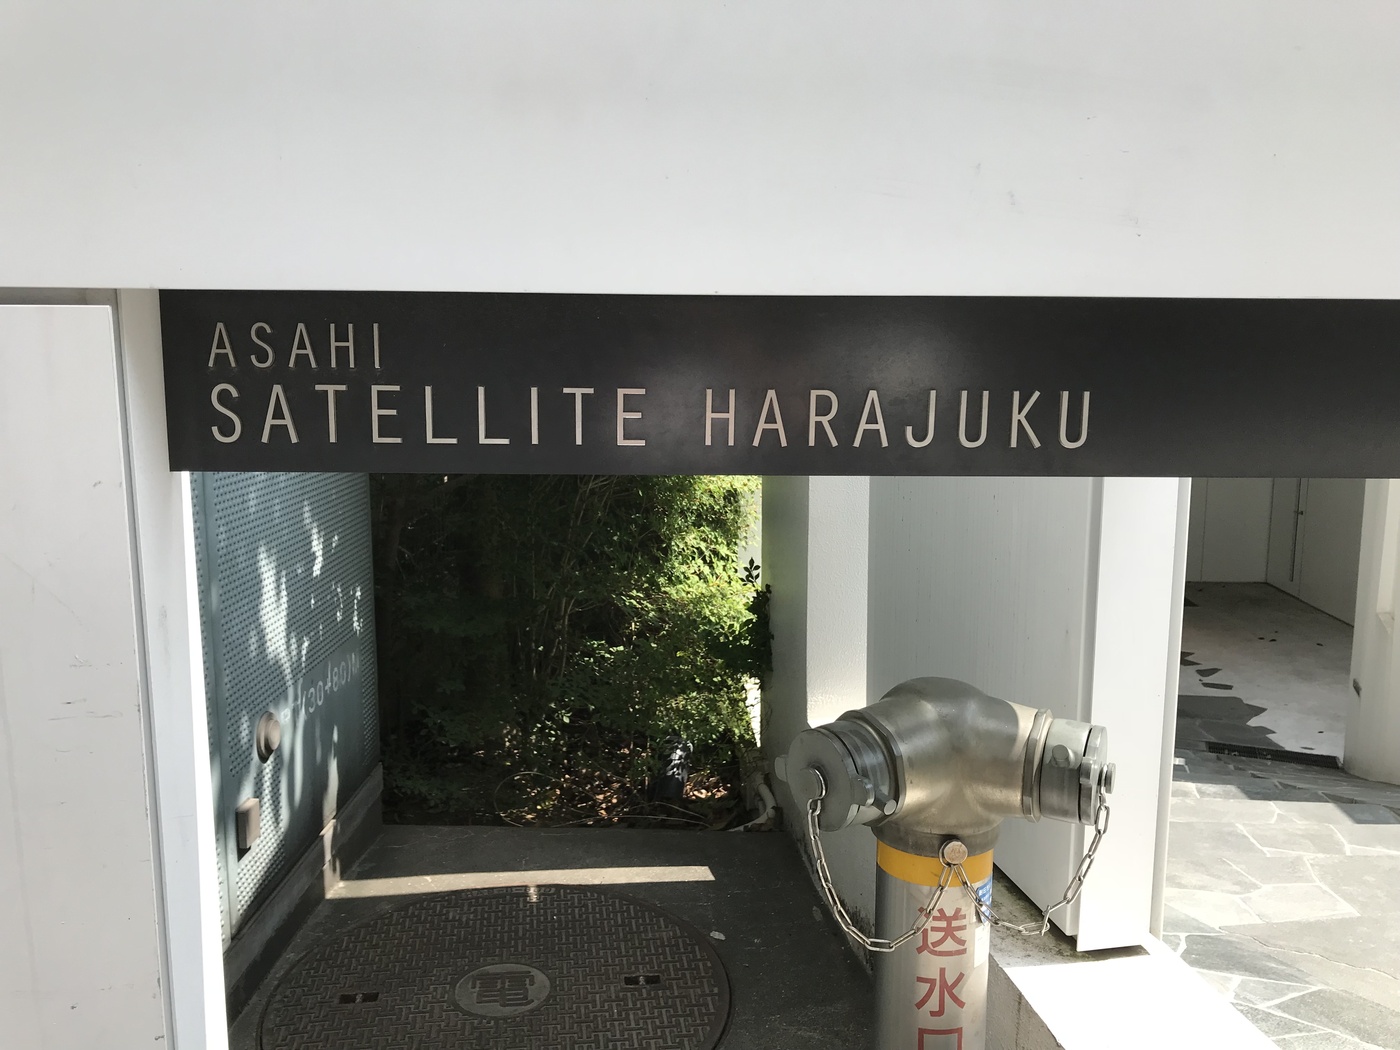 ASAHI
SATELLITE HARAJUKU
送
水
口
電